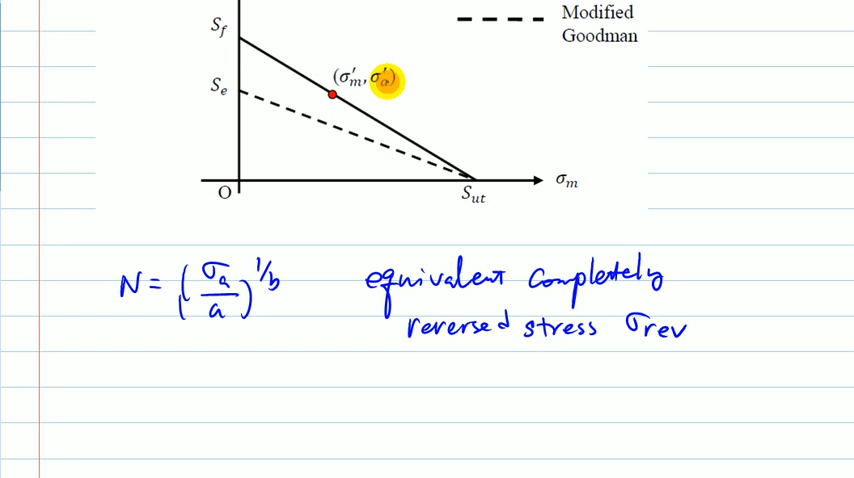 S_f
Modified
Goodman
(σ′_m, σ′_a)
S_e
O
S_ut
σ_m
N = (σ_a / a)^1/b
equivalent completely
reversed stress σ_rev